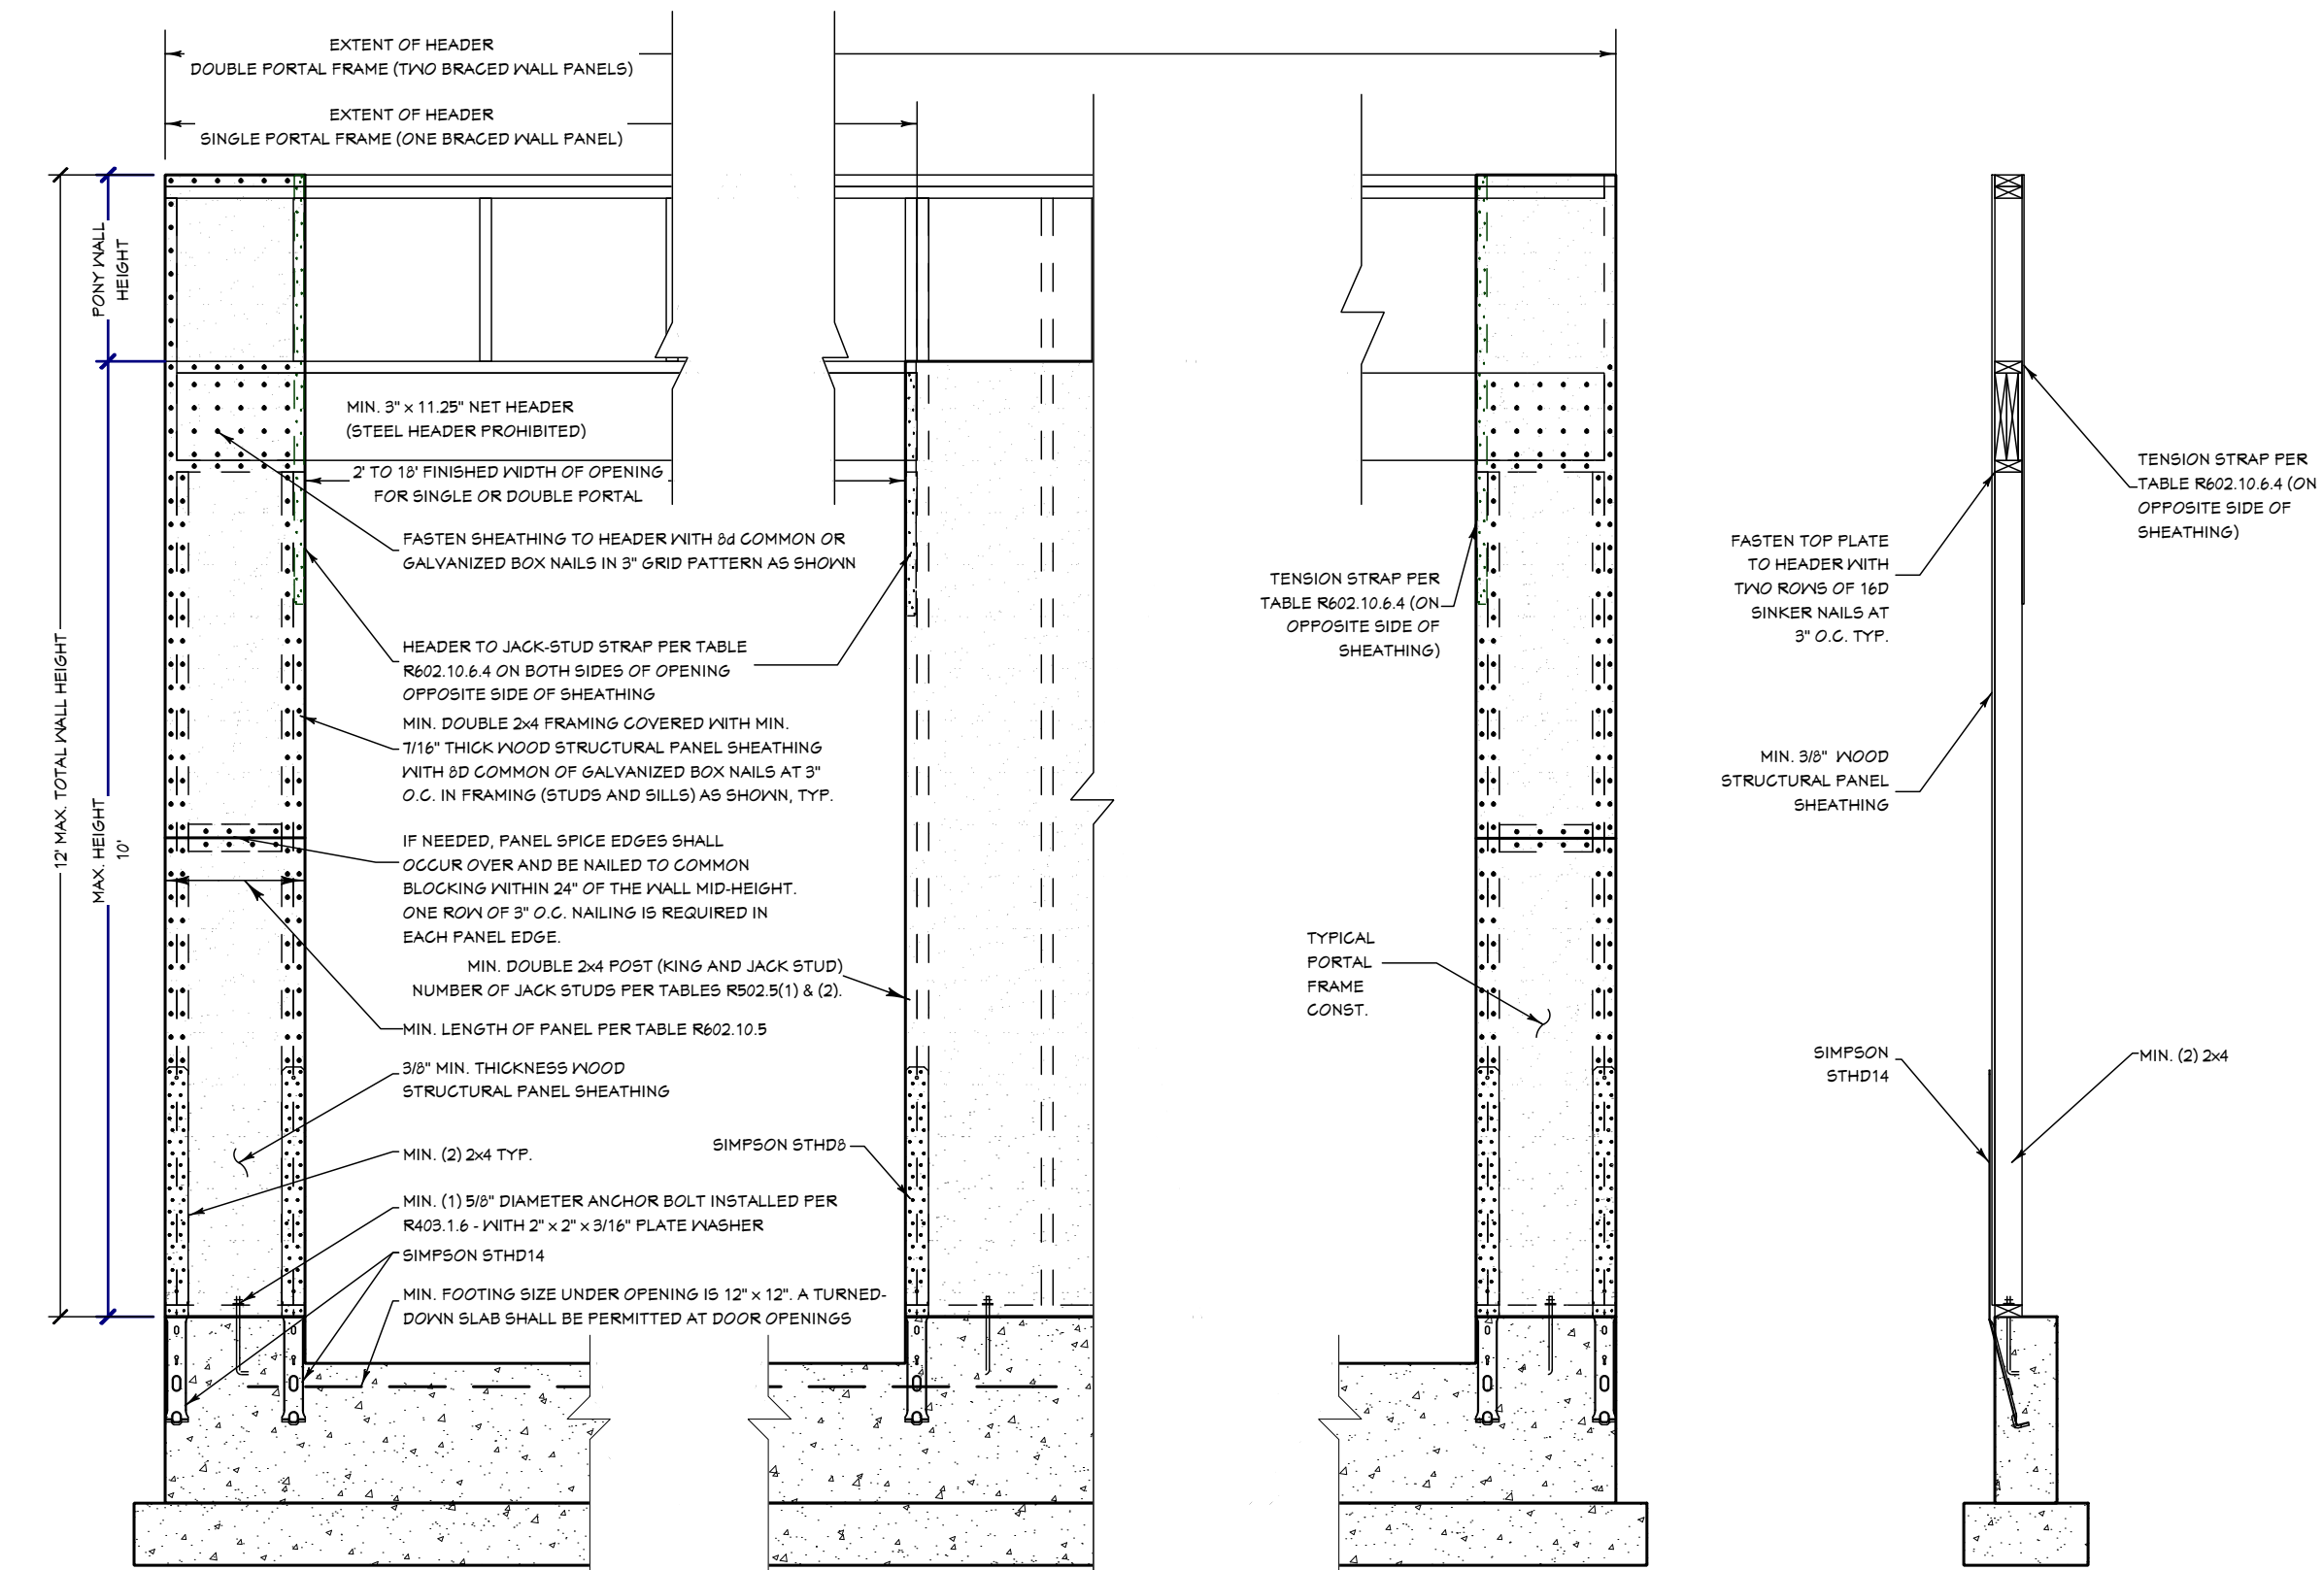 EXTENT OF HEADER
DOUBLE PORTAL FRAME (TWO BRACED WALL PANELS)
EXTENT OF HEADER
SINGLE PORTAL FRAME (ONE BRACED WALL PANEL)
PONY WALL
HEIGHT
12' MAX. TOTAL WALL HEIGHT
MAX. HEIGHT
10'
MIN. 3" x 11.25" NET HEADER
(STEEL HEADER PROHIBITED)
2' TO 18' FINISHED WIDTH OF OPENING
FOR SINGLE OR DOUBLE PORTAL
FASTEN SHEATHING TO HEADER WITH 8d COMMON OR
GALVANIZED BOX NAILS IN 3" GRID PATTERN AS SHOWN
HEADER TO JACK-STUD STRAP PER TABLE
R602.10.6.4 ON BOTH SIDES OF OPENING
OPPOSITE SIDE OF SHEATHING
MIN. DOUBLE 2x4 FRAMING COVERED WITH MIN.
7/16" THICK WOOD STRUCTURAL PANEL SHEATHING
WITH 8D COMMON OF GALVANIZED BOX NAILS AT 3"
O.C. IN FRAMING (STUDS AND SILLS) AS SHOWN, TYP.
IF NEEDED, PANEL SPICE EDGES SHALL
OCCUR OVER AND BE NAILED TO COMMON
BLOCKING WITHIN 24" OF THE WALL MID-HEIGHT.
ONE ROW OF 3" O.C. NAILING IS REQUIRED IN
EACH PANEL EDGE.
MIN. DOUBLE 2x4 POST (KING AND JACK STUD)
NUMBER OF JACK STUDS PER TABLES R502.5(1) & (2).
MIN. LENGTH OF PANEL PER TABLE R602.10.5
3/8" MIN. THICKNESS WOOD
STRUCTURAL PANEL SHEATHING
MIN. (2) 2x4 TYP.
SIMPSON STHD8
MIN. (1) 5/8" DIAMETER ANCHOR BOLT INSTALLED PER
R403.1.6 - WITH 2" x 2" x 3/16" PLATE WASHER
SIMPSON STHD14
MIN. FOOTING SIZE UNDER OPENING IS 12" x 12". A TURNED-
DOWN SLAB SHALL BE PERMITTED AT DOOR OPENINGS
TENSION STRAP PER
TABLE R602.10.6.4 (ON
OPPOSITE SIDE OF
SHEATHING)
TYPICAL
PORTAL
FRAME
CONST.
TENSION STRAP PER
TABLE R602.10.6.4 (ON
OPPOSITE SIDE OF
SHEATHING)
FASTEN TOP PLATE
TO HEADER WITH
TWO ROWS OF 16D
SINKER NAILS AT
3" O.C. TYP.
MIN. 3/8" WOOD
STRUCTURAL PANEL
SHEATHING
SIMPSON
STHD14
MIN. (2) 2x4